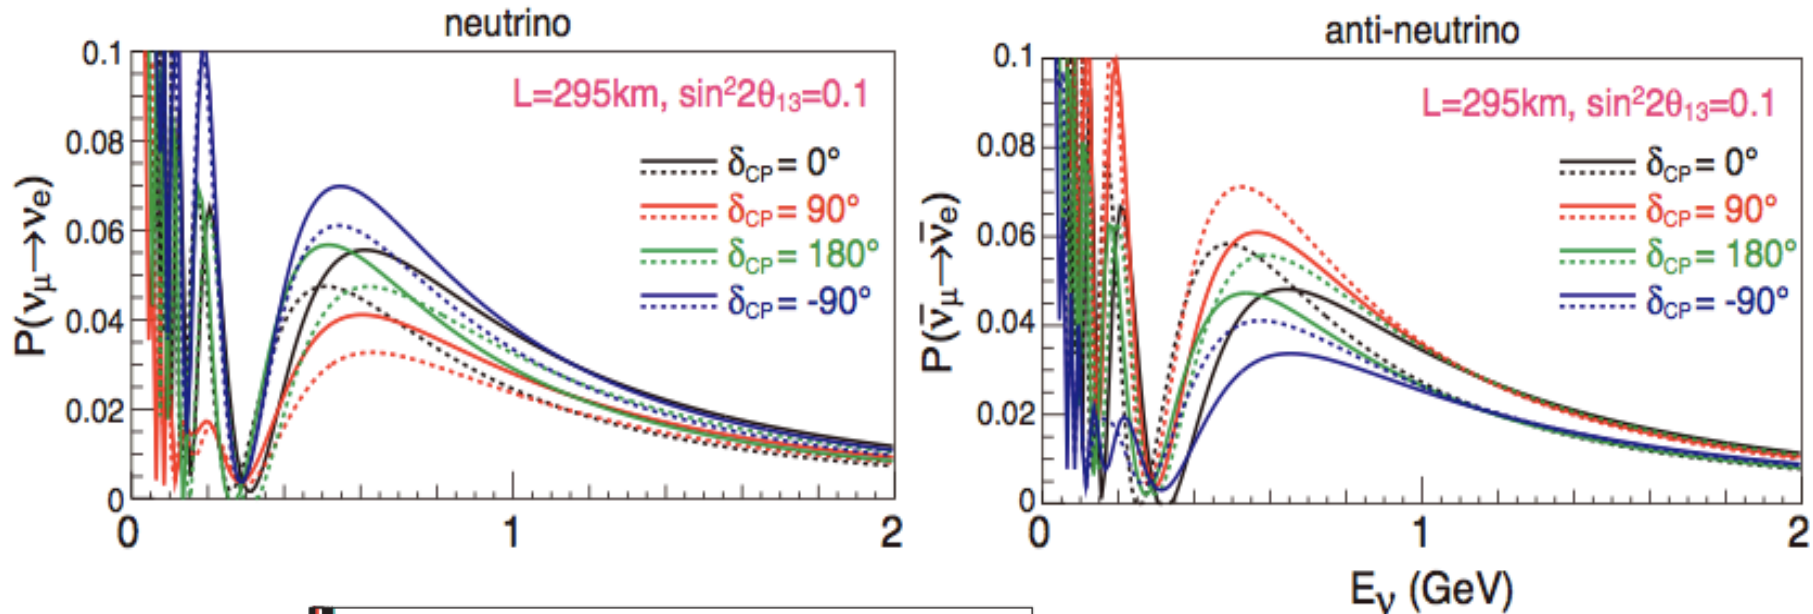 neutrino
L=295km, sin²2θ₁₃=0.1
δCP = 0°
δCP = 90°
δCP = 180°
δCP = -90°
P(νμ→νe)
0.1
0.08
0.06
0.04
0.02
0
0 1 2
anti-neutrino
L=295km, sin²2θ₁₃=0.1
δCP = 0°
δCP = 90°
δCP = 180°
δCP = -90°
P(ν̄μ→ν̄e)
0.1
0.08
0.06
0.04
0.02
0
0 1 2
Eν (GeV)